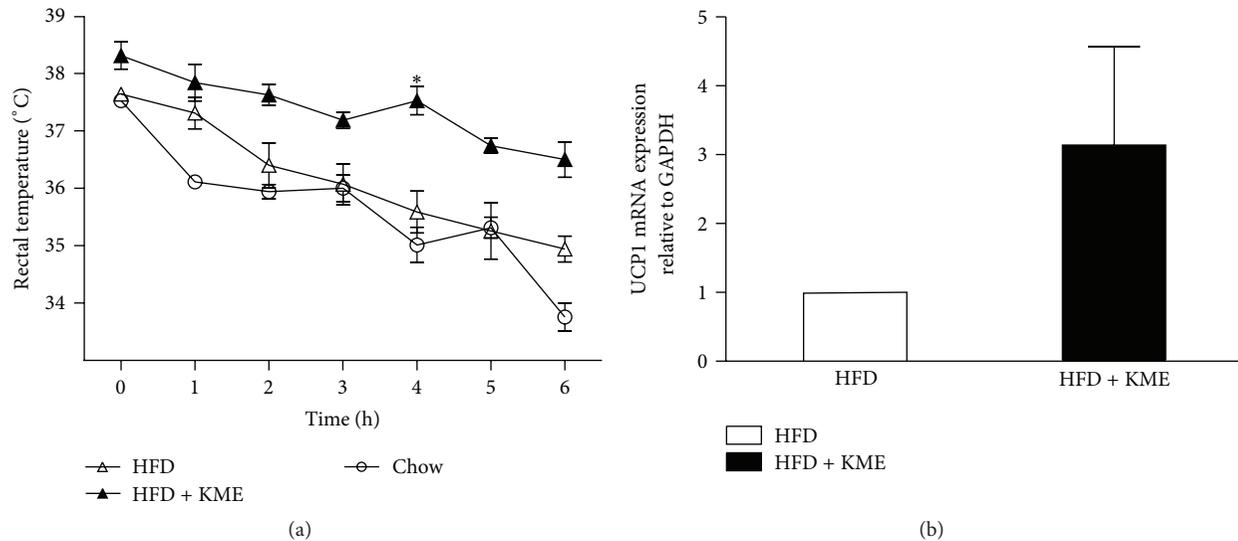 39
38
37
36
35
34
Rectal temperature (°C)
*
0 1 2 3 4 5 6
Time (h)
HFD
HFD + KME
Chow
(a)
5
4
3
2
1
0
UCP1 mRNA expression
relative to GAPDH
HFD HFD + KME
HFD
HFD + KME
(b)